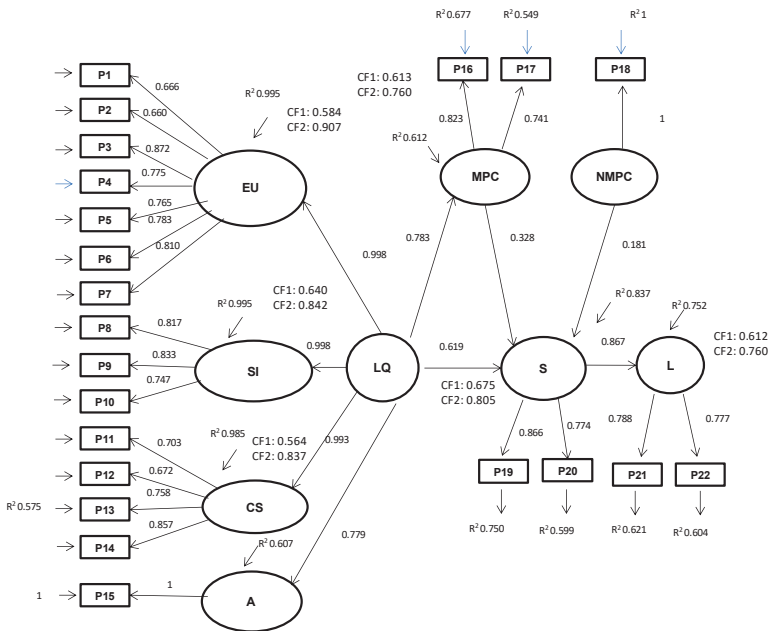 R² 0.677
R² 0.549
R² 1
P1
P16
P17
P18
0.666
R² 0.995
CF1: 0.613
CF2: 0.760
P2
0.660
CF1: 0.584
CF2: 0.907
0.823
0.741
1
P3
0.872
R² 0.612
P4
0.775
EU
MPC
NMPC
0.765
P5
0.783
P6
0.810
0.783
0.328
0.181
0.998
P7
R² 0.995
CF1: 0.640
CF2: 0.842
R² 0.837
R² 0.752
P8
0.817
0.998
0.619
0.867
CF1: 0.612
CF2: 0.760
P9
0.833
SI
LQ
S
L
P10
0.747
CF1: 0.675
CF2: 0.805
0.788
0.777
P11
0.703
R² 0.985
CF1: 0.564
CF2: 0.837
0.993
0.866
0.774
P12
0.672
P19
P20
P21
P22
R² 0.575
P13
0.758
CS
P14
0.857
R² 0.607
0.779
R² 0.750
R² 0.599
R² 0.621
R² 0.604
1
P15
1
A